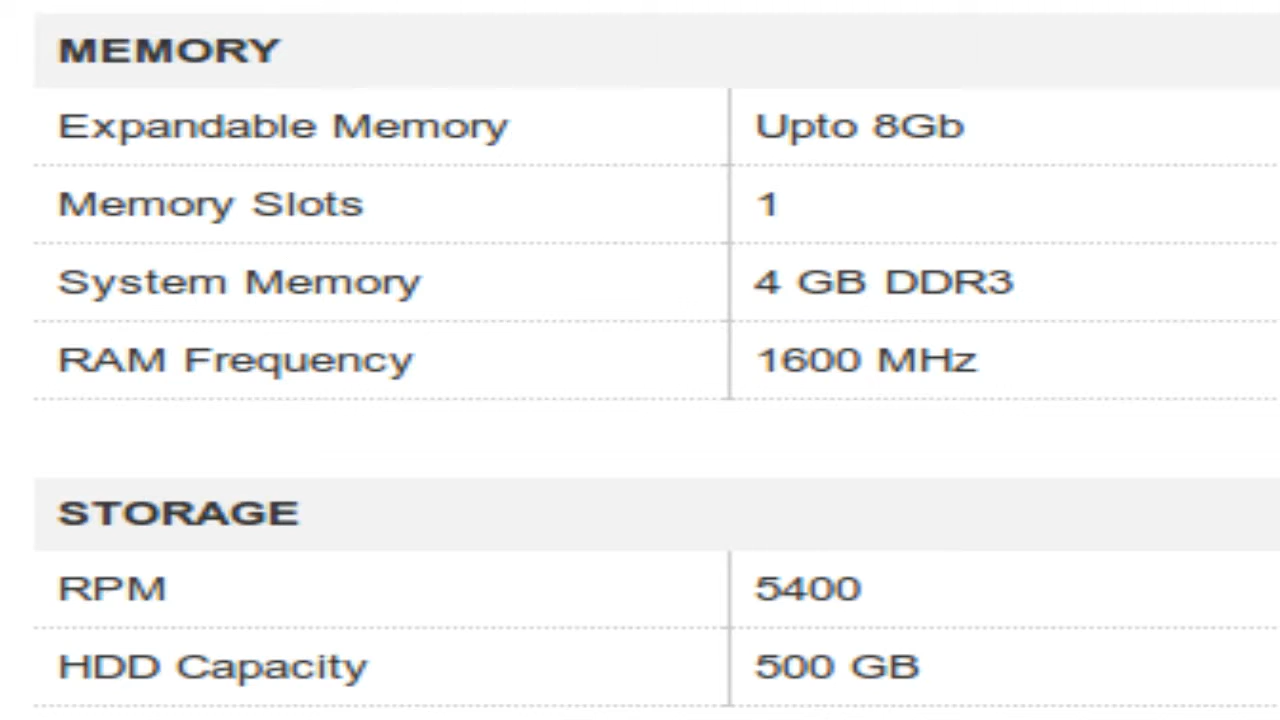 MEMORY
Expandable Memory Upto 8Gb
Memory Slots 1
System Memory 4 GB DDR3
RAM Frequency 1600 MHz
STORAGE
RPM 5400
HDD Capacity 500 GB